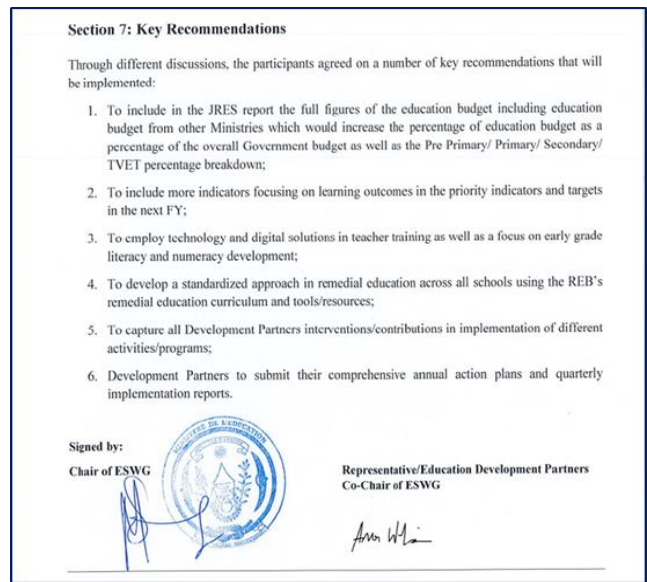 Section 7: Key Recommendations
Through different discussions, the participants agreed on a number of key recommendations that will
be implemented:
1. To include in the JRES report the full figures of the education budget including education
budget from other Ministries which would increase the percentage of education budget as a
percentage of the overall Government budget as well as the Pre Primary/ Primary/ Secondary/
TVET percentage breakdown;
2. To include more indicators focusing on learning outcomes in the priority indicators and targets
in the next FY;
3. To employ technology and digital solutions in teacher training as well as a focus on early grade
literacy and numeracy development;
4. To develop a standardized approach in remedial education across all schools using the REB's
remedial education curriculum and tools/resources;
5. To capture all Development Partners interventions/contributions in implementation of different
activities/programs;
6. Development Partners to submit their comprehensive annual action plans and quarterly
implementation reports.
DE L'EDUCATION
Signed by:
Chair of ESWG
Representative/Education Development Partners
Co-Chair of ESWG